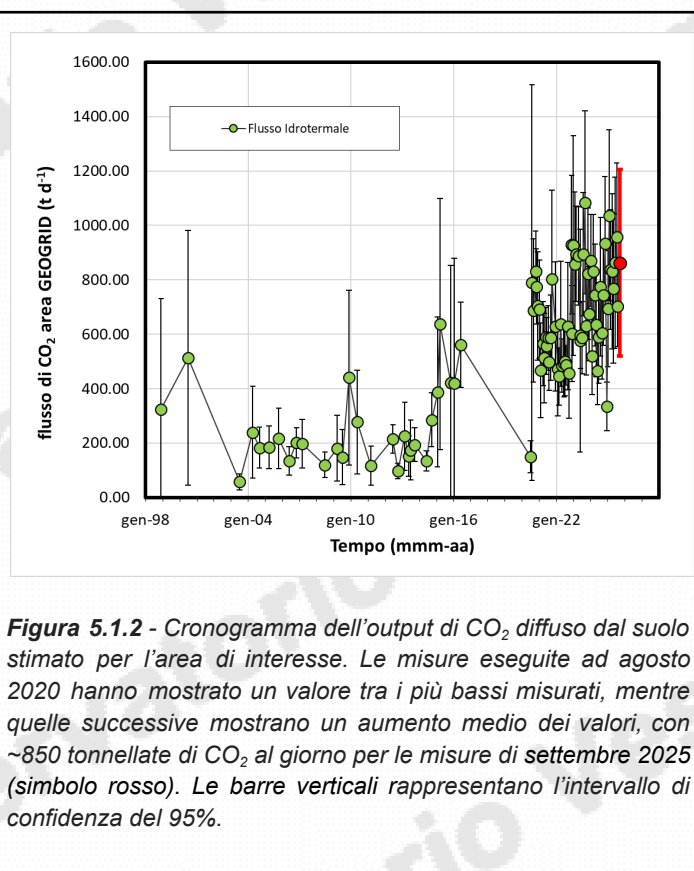 1600.00
1400.00
1200.00
1000.00
800.00
600.00
400.00
200.00
0.00
flusso di CO₂ area GEOGRID (t d⁻¹)
Flusso Idrotermale
gen-98 gen-04 gen-10 gen-16 gen-22
Tempo (mmm-aa)
Figura 5.1.2 - Cronogramma dell'output di CO₂ diffuso dal suolo
stimato per l'area di interesse. Le misure eseguite ad agosto
2020 hanno mostrato un valore tra i più bassi misurati, mentre
quelle successive mostrano un aumento medio dei valori, con
~850 tonnellate di CO₂ al giorno per le misure di settembre 2025
(simbolo rosso). Le barre verticali rappresentano l'intervallo di
confidenza del 95%.